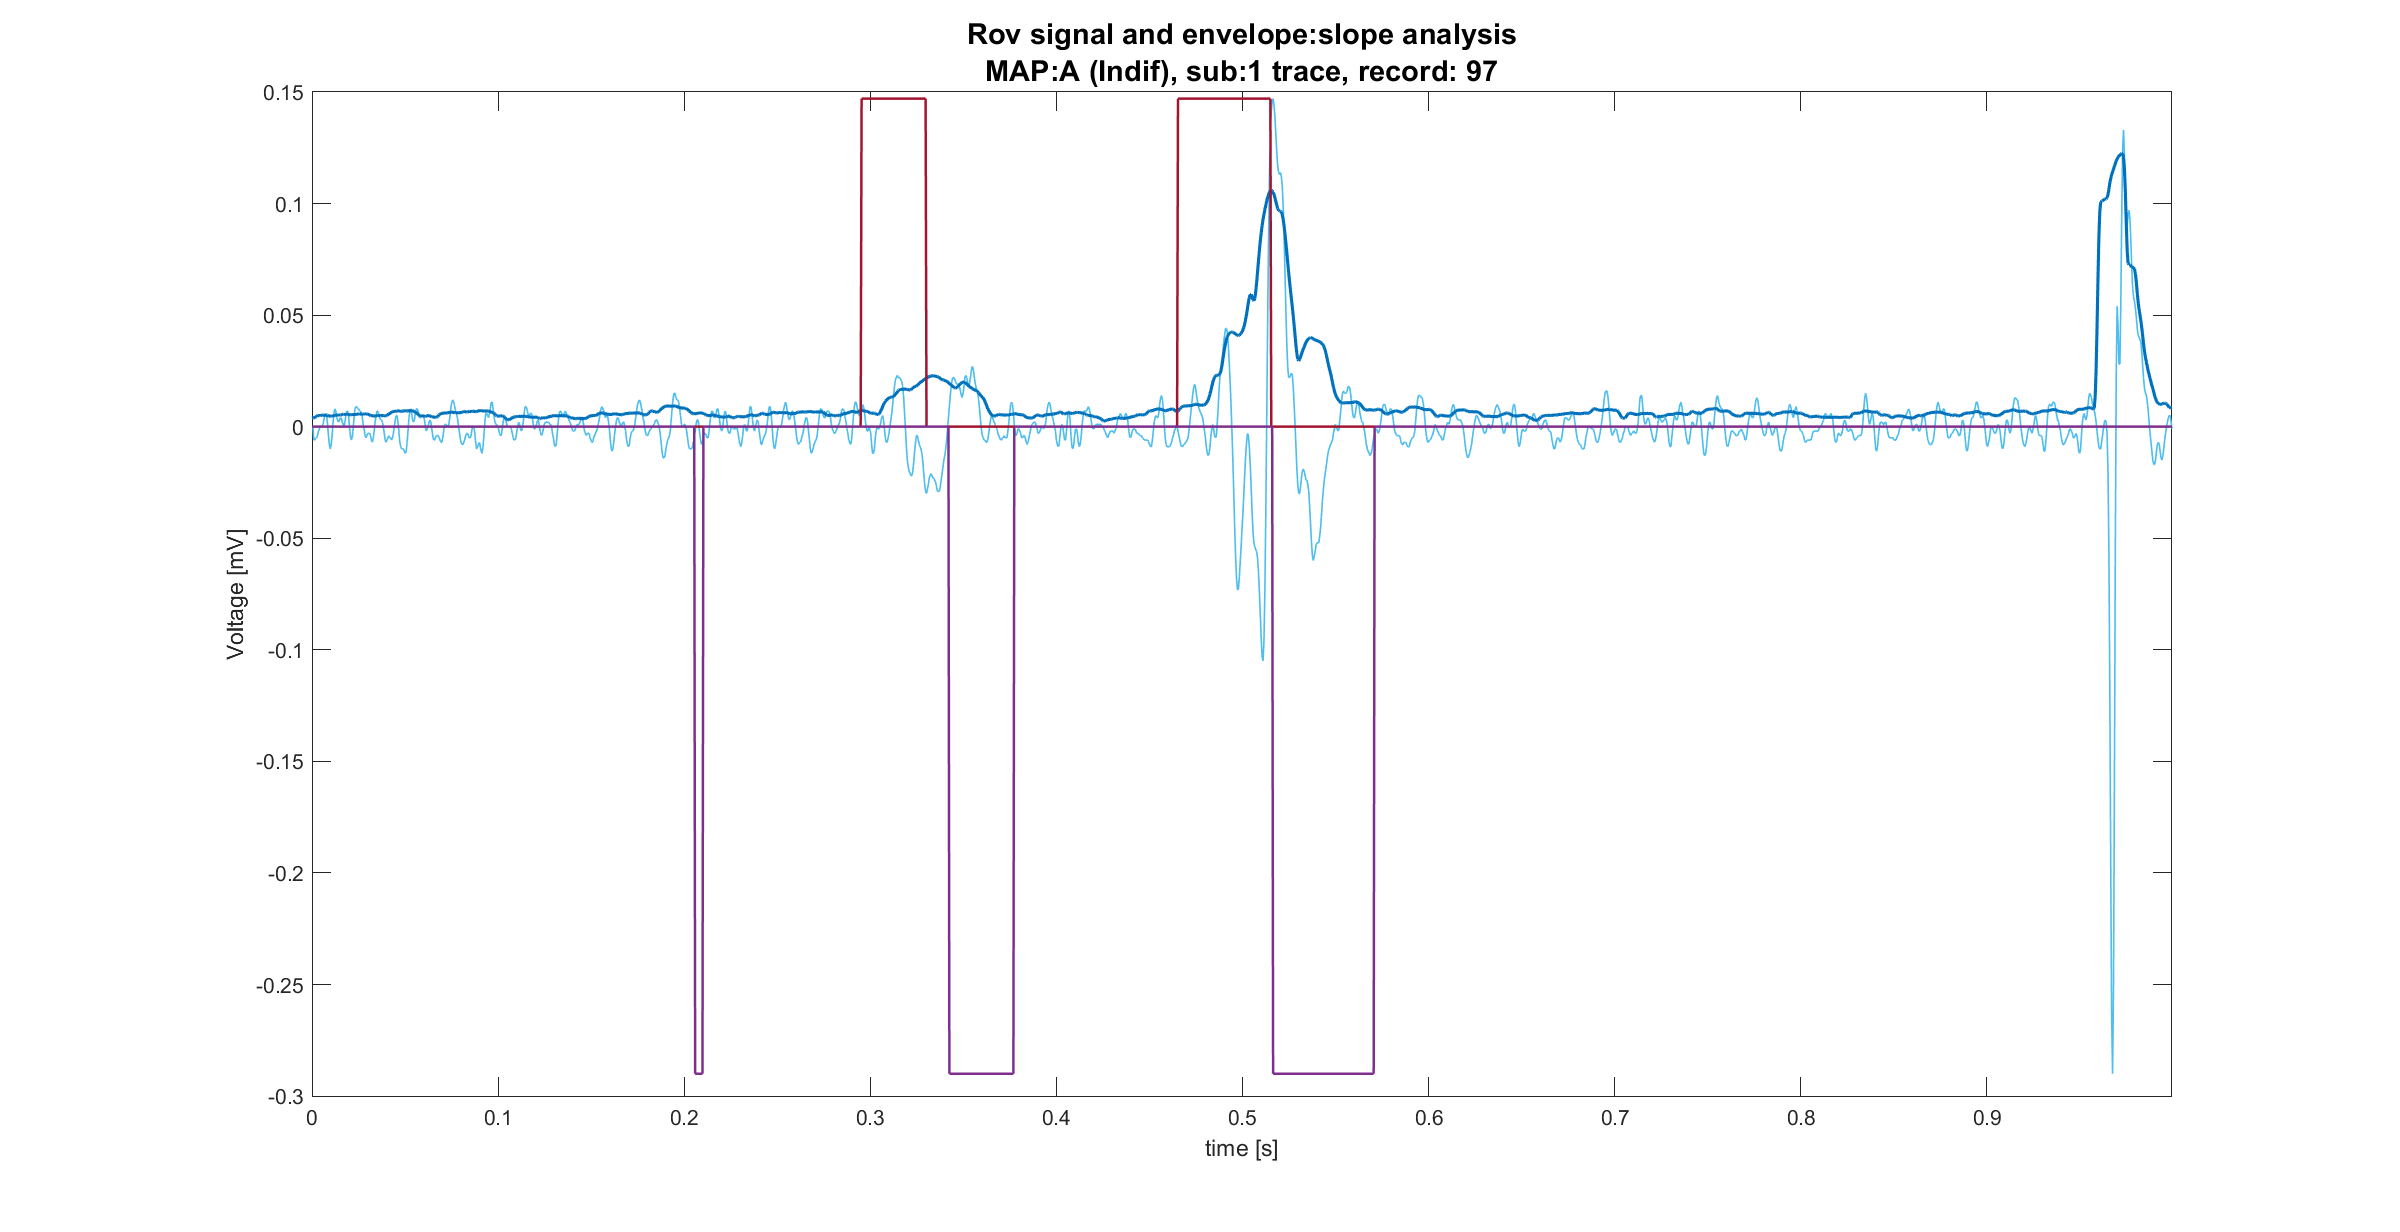 Rov signal and envelope:slope analysis
MAP:A (Indif), sub:1 trace, record: 97
0.15
0.1
0.05
0
-0.05
-0.1
-0.15
-0.2
-0.25
-0.3
Voltage [mV]
0 0.1 0.2 0.3 0.4 0.5 0.6 0.7 0.8 0.9
time [s]